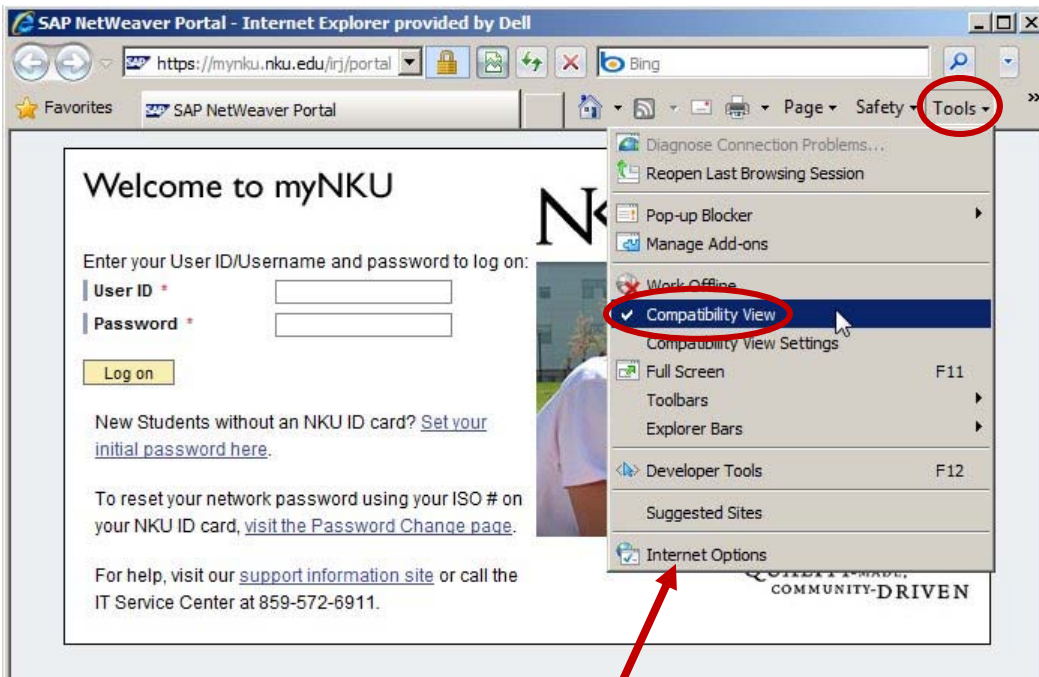 SAP NetWeaver Portal - Internet Explorer provided by Dell
https://mynku.nku.edu/irj/portal
Bing
Favorites
SAP NetWeaver Portal
Page
Safety
Tools
»
Welcome to myNKU
Enter your User ID/Username and password to log on:
User ID *
Password *
Log on
New Students without an NKU ID card? Set your
initial password here.
To reset your network password using your ISO # on
your NKU ID card, visit the Password Change page.
For help, visit our support information site or call the
IT Service Center at 859-572-6911.
Diagnose Connection Problems...
Reopen Last Browsing Session
Pop-up Blocker
Manage Add-ons
Work Offline
Compatibility View
Compatibility View Settings
Full Screen F11
Toolbars
Explorer Bars
Developer Tools F12
Suggested Sites
Internet Options
QUALITY-MADE,
COMMUNITY-DRIVEN